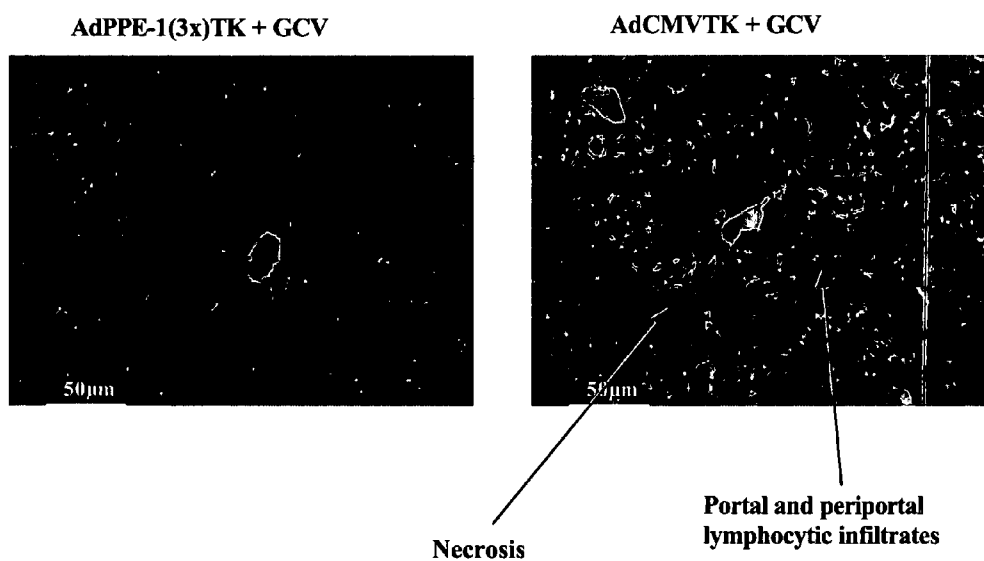 AdPPE-1(3x)TK + GCV
AdCMVTK + GCV
50µm
50µm
Necrosis
Portal and periportal
lymphocytic infiltrates